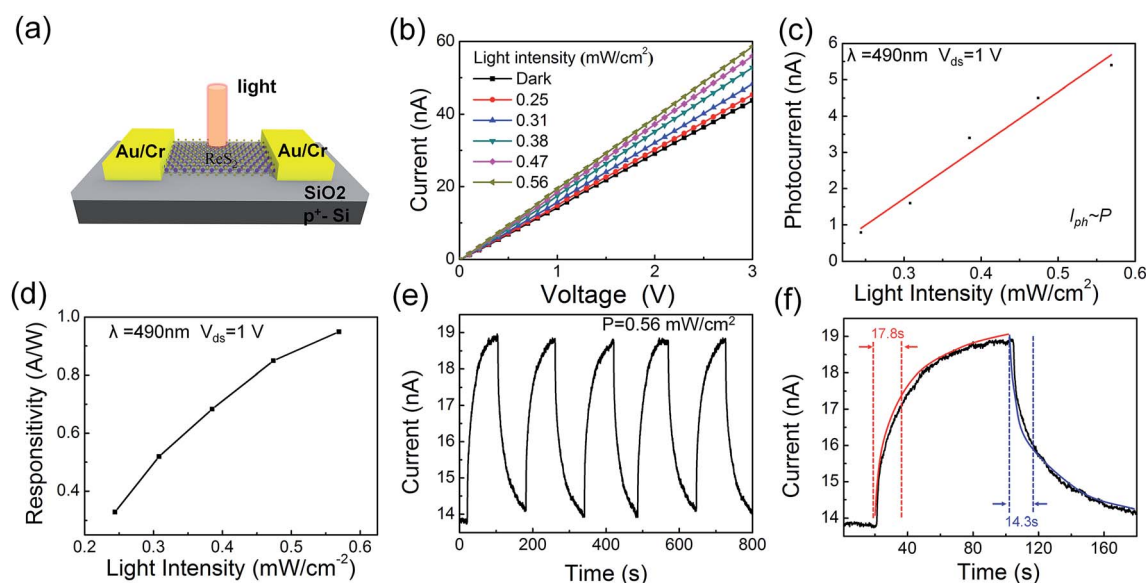 (a)
light
Au/Cr
ReS₂
Au/Cr
SiO2
p⁺- Si
(b)
Current (nA)
60
40
20
0
Light intensity (mW/cm²)
Dark
0.25
0.31
0.38
0.47
0.56
0 1 2 3
Voltage (V)
(c)
Photocurrent (nA)
6
5
4
3
2
1
0
λ =490nm V_ds=1 V
I_ph~P
0.3 0.4 0.5 0.6
Light Intensity (mW/cm²)
(d)
Responsitivity (A/W)
1.0
0.8
0.6
0.4
λ =490nm V_ds=1 V
0.2 0.3 0.4 0.5 0.6
Light Intensity (mW/cm⁻²)
(e)
Current (nA)
19
18
17
16
15
14
13
P=0.56 mW/cm²
0 200 400 600 800
Time (s)
(f)
Current (nA)
19
18
17
16
15
14
17.8s
14.3s
0 40 80 120 160
Time (s)